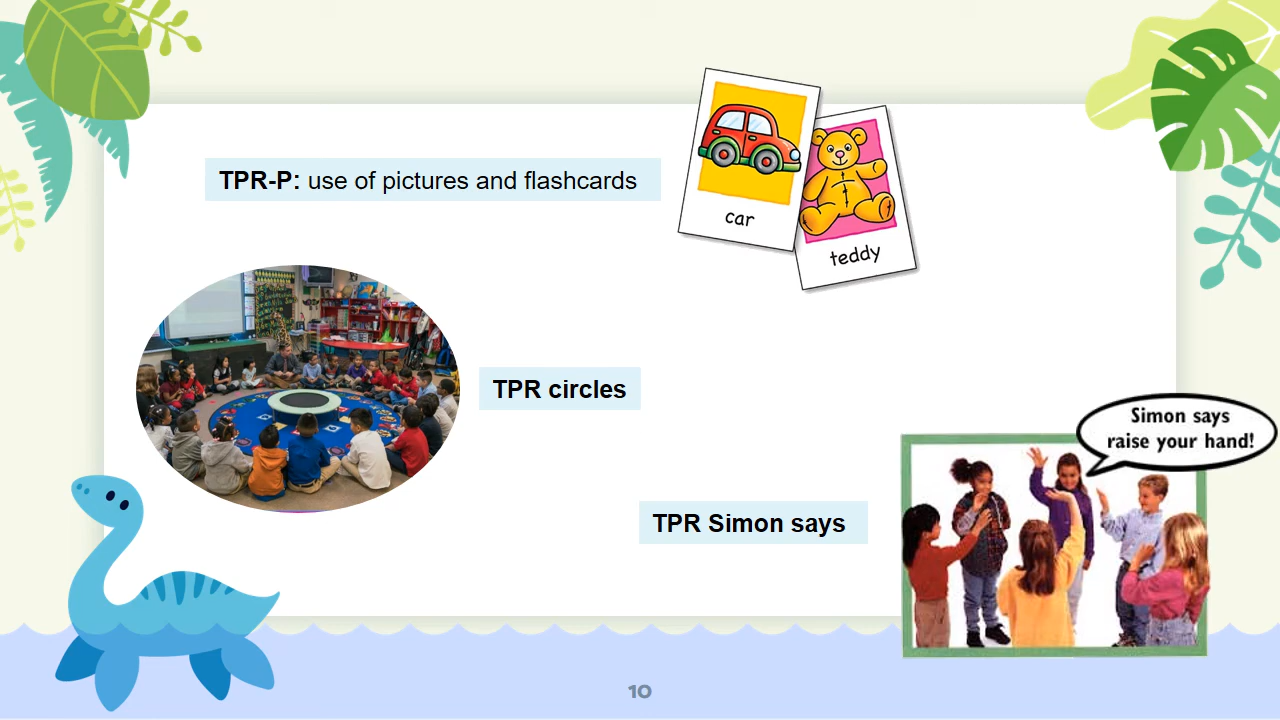 TPR-P: use of pictures and flashcards
car
teddy
TPR circles
Simon says
raise your hand!
TPR Simon says
10